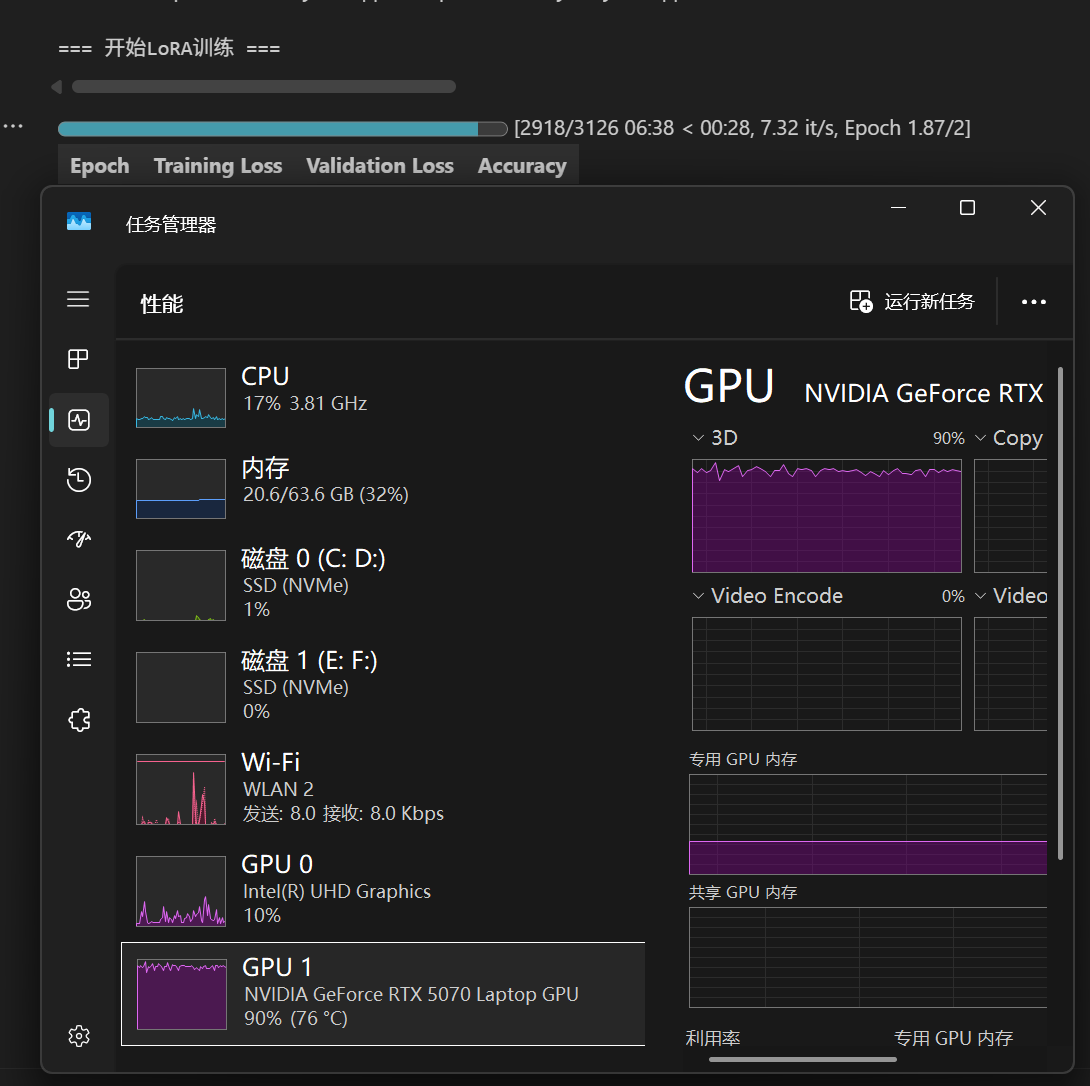 === 开始LoRA训练 ===
[2918/3126 06:38 < 00:28, 7.32 it/s, Epoch 1.87/2]
Epoch Training Loss Validation Loss Accuracy
任务管理器
性能
运行新任务
CPU
17% 3.81 GHz
内存
20.6/63.6 GB (32%)
磁盘 0 (C: D:)
SSD (NVMe)
1%
磁盘 1 (E: F:)
SSD (NVMe)
0%
Wi-Fi
WLAN 2
发送: 8.0 接收: 8.0 Kbps
GPU 0
Intel(R) UHD Graphics
10%
GPU 1
NVIDIA GeForce RTX 5070 Laptop GPU
90% (76 °C)
GPU NVIDIA GeForce RTX
3D 90% Copy
Video Encode 0% Video
专用 GPU 内存
共享 GPU 内存
利用率 专用 GPU 内存